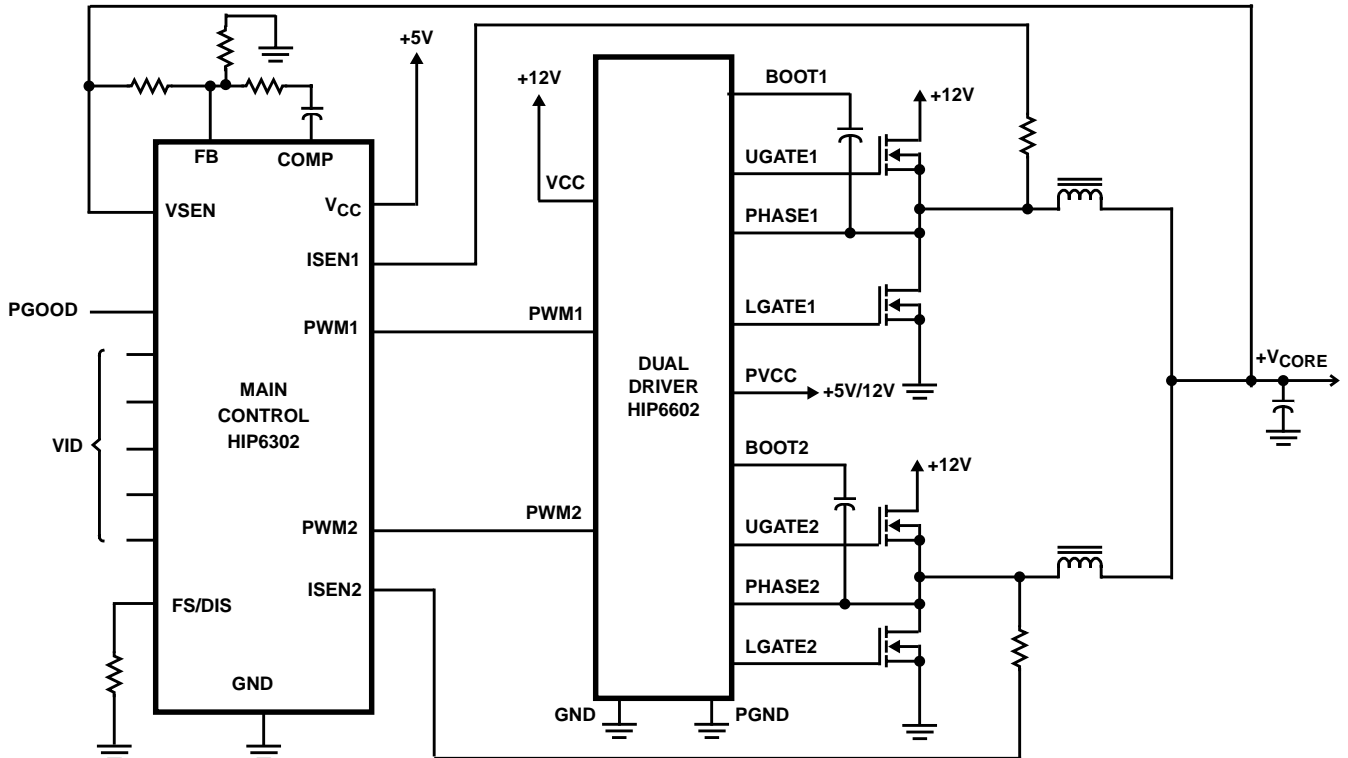 +5V
+12V
BOOT1
+12V
FB
COMP
UGATE1
VCC
VSEN
VCC
PHASE1
ISEN1
LGATE1
PGOOD
PWM1
PWM1
+VCORE
DUAL
DRIVER
HIP6602
PVCC
+5V/12V
MAIN
CONTROL
HIP6302
VID
BOOT2
+12V
PWM2
PWM2
UGATE2
FS/DIS
ISEN2
PHASE2
LGATE2
GND
GND
PGND